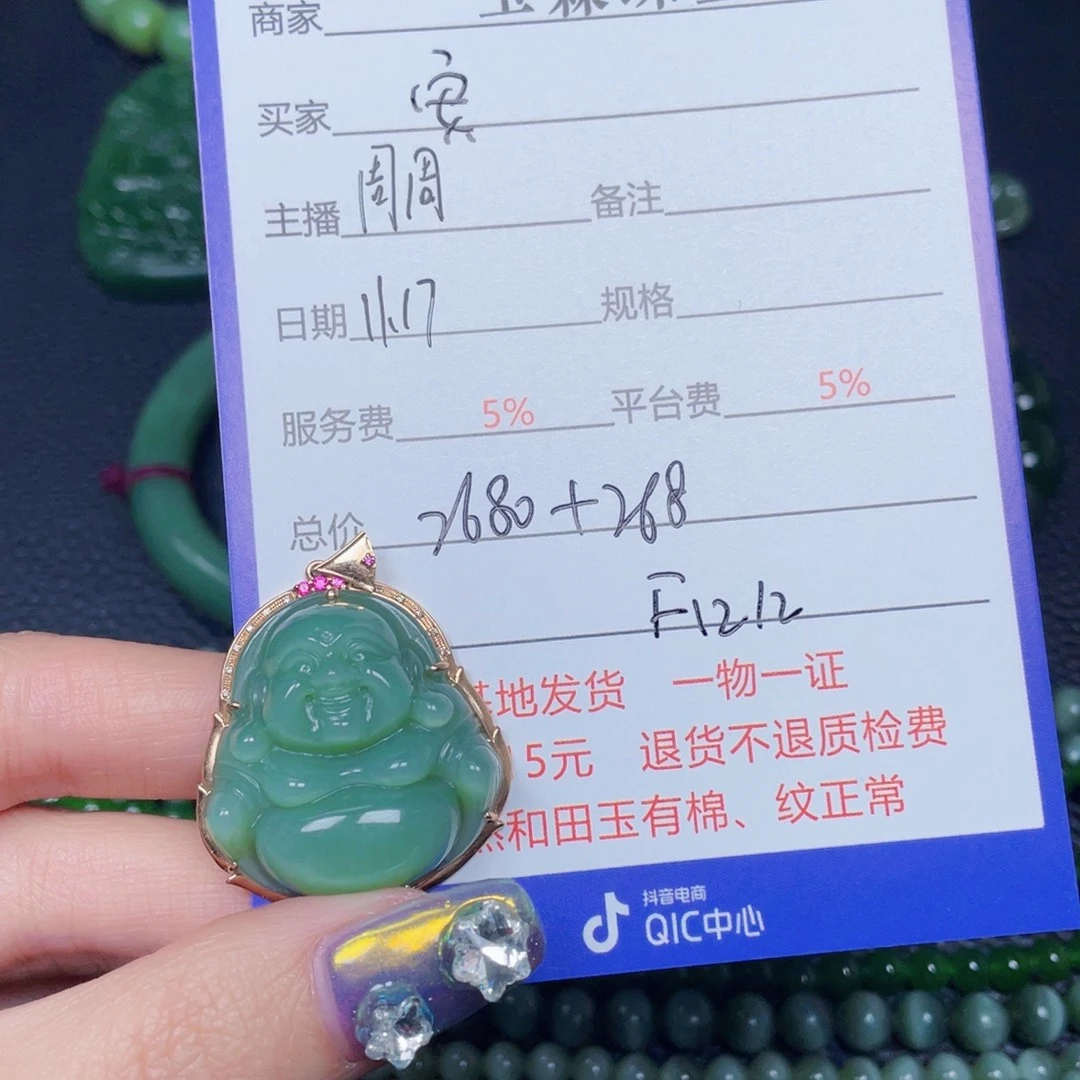 商家
买家
主播 周周 备注
日期 11.17 规格
服务费 5% 平台费 5%
总价 2680+268
F1212
地发货 一物一证
5元 退货不退质检费
和田玉有棉、纹正常
抖音电商
QIC中心